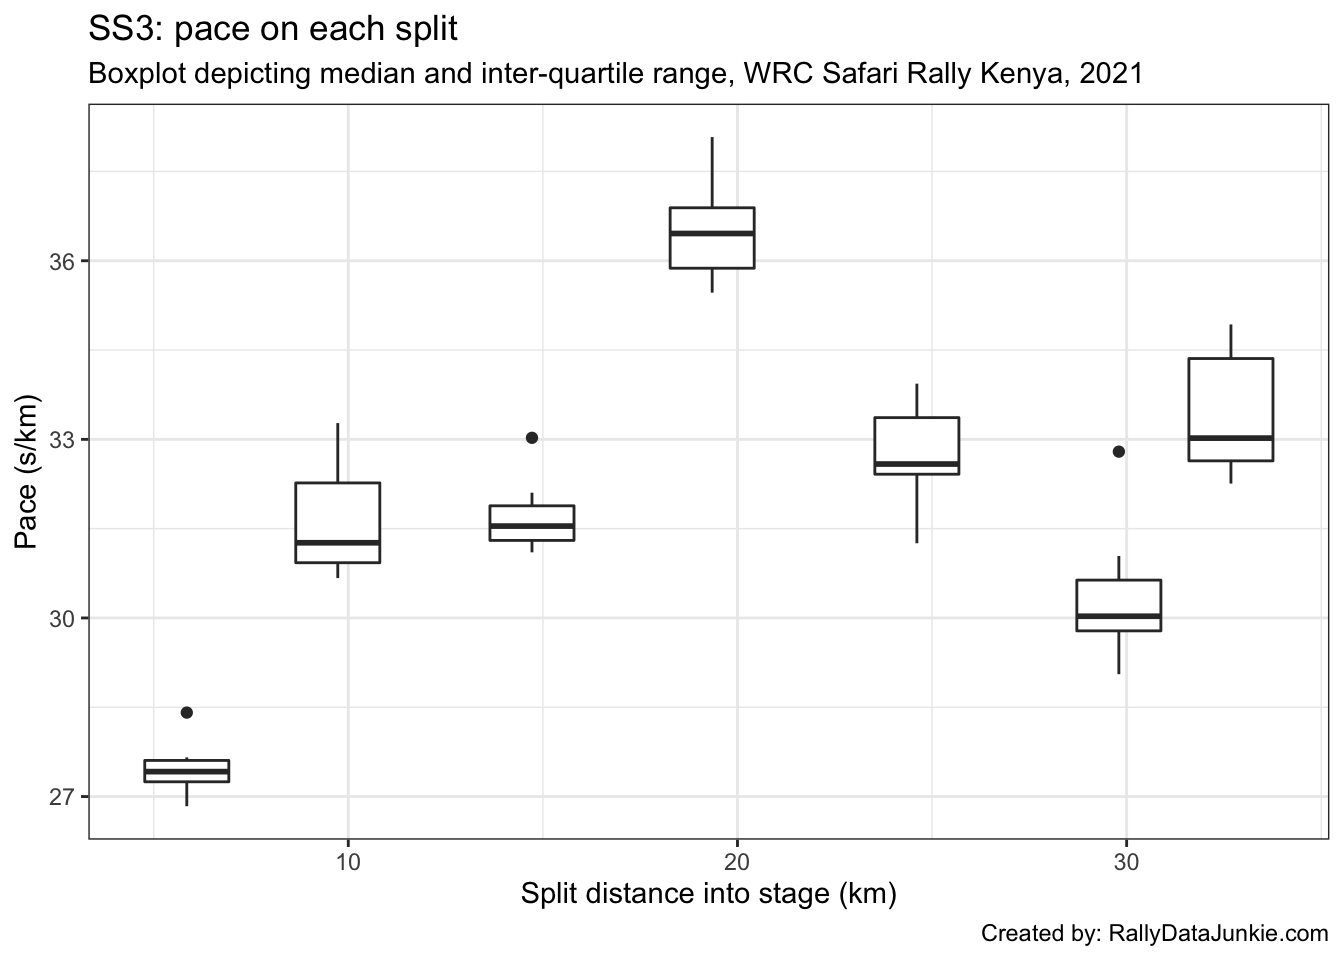 SS3: pace on each split
Boxplot depicting median and inter-quartile range, WRC Safari Rally Kenya, 2021
Pace (s/km)
36
33
30
27
10 20 30
Split distance into stage (km)
Created by: RallyDataJunkie.com